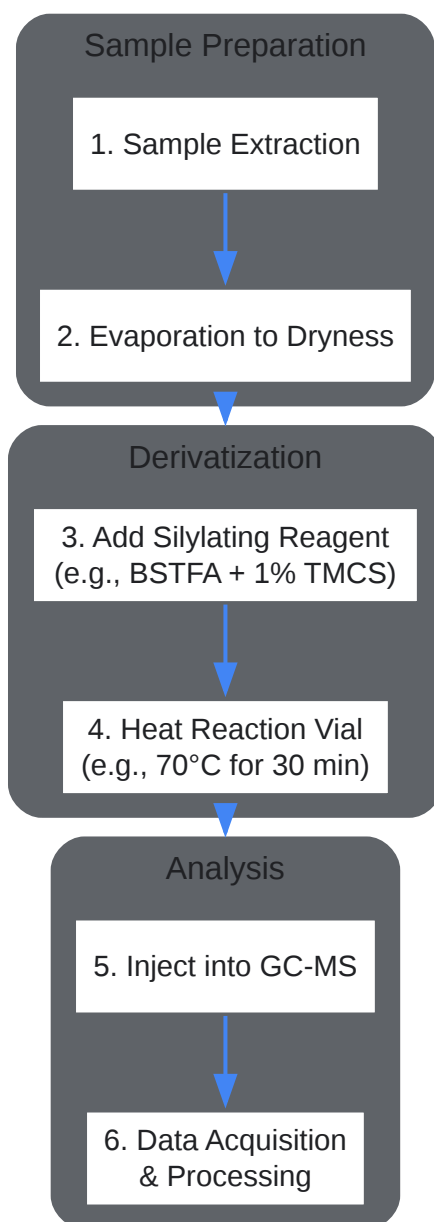 Sample Preparation
1. Sample Extraction
2. Evaporation to Dryness
Derivatization
3. Add Silylating Reagent
(e.g., BSTFA + 1% TMCS)
4. Heat Reaction Vial
(e.g., 70°C for 30 min)
Analysis
5. Inject into GC-MS
6. Data Acquisition
& Processing